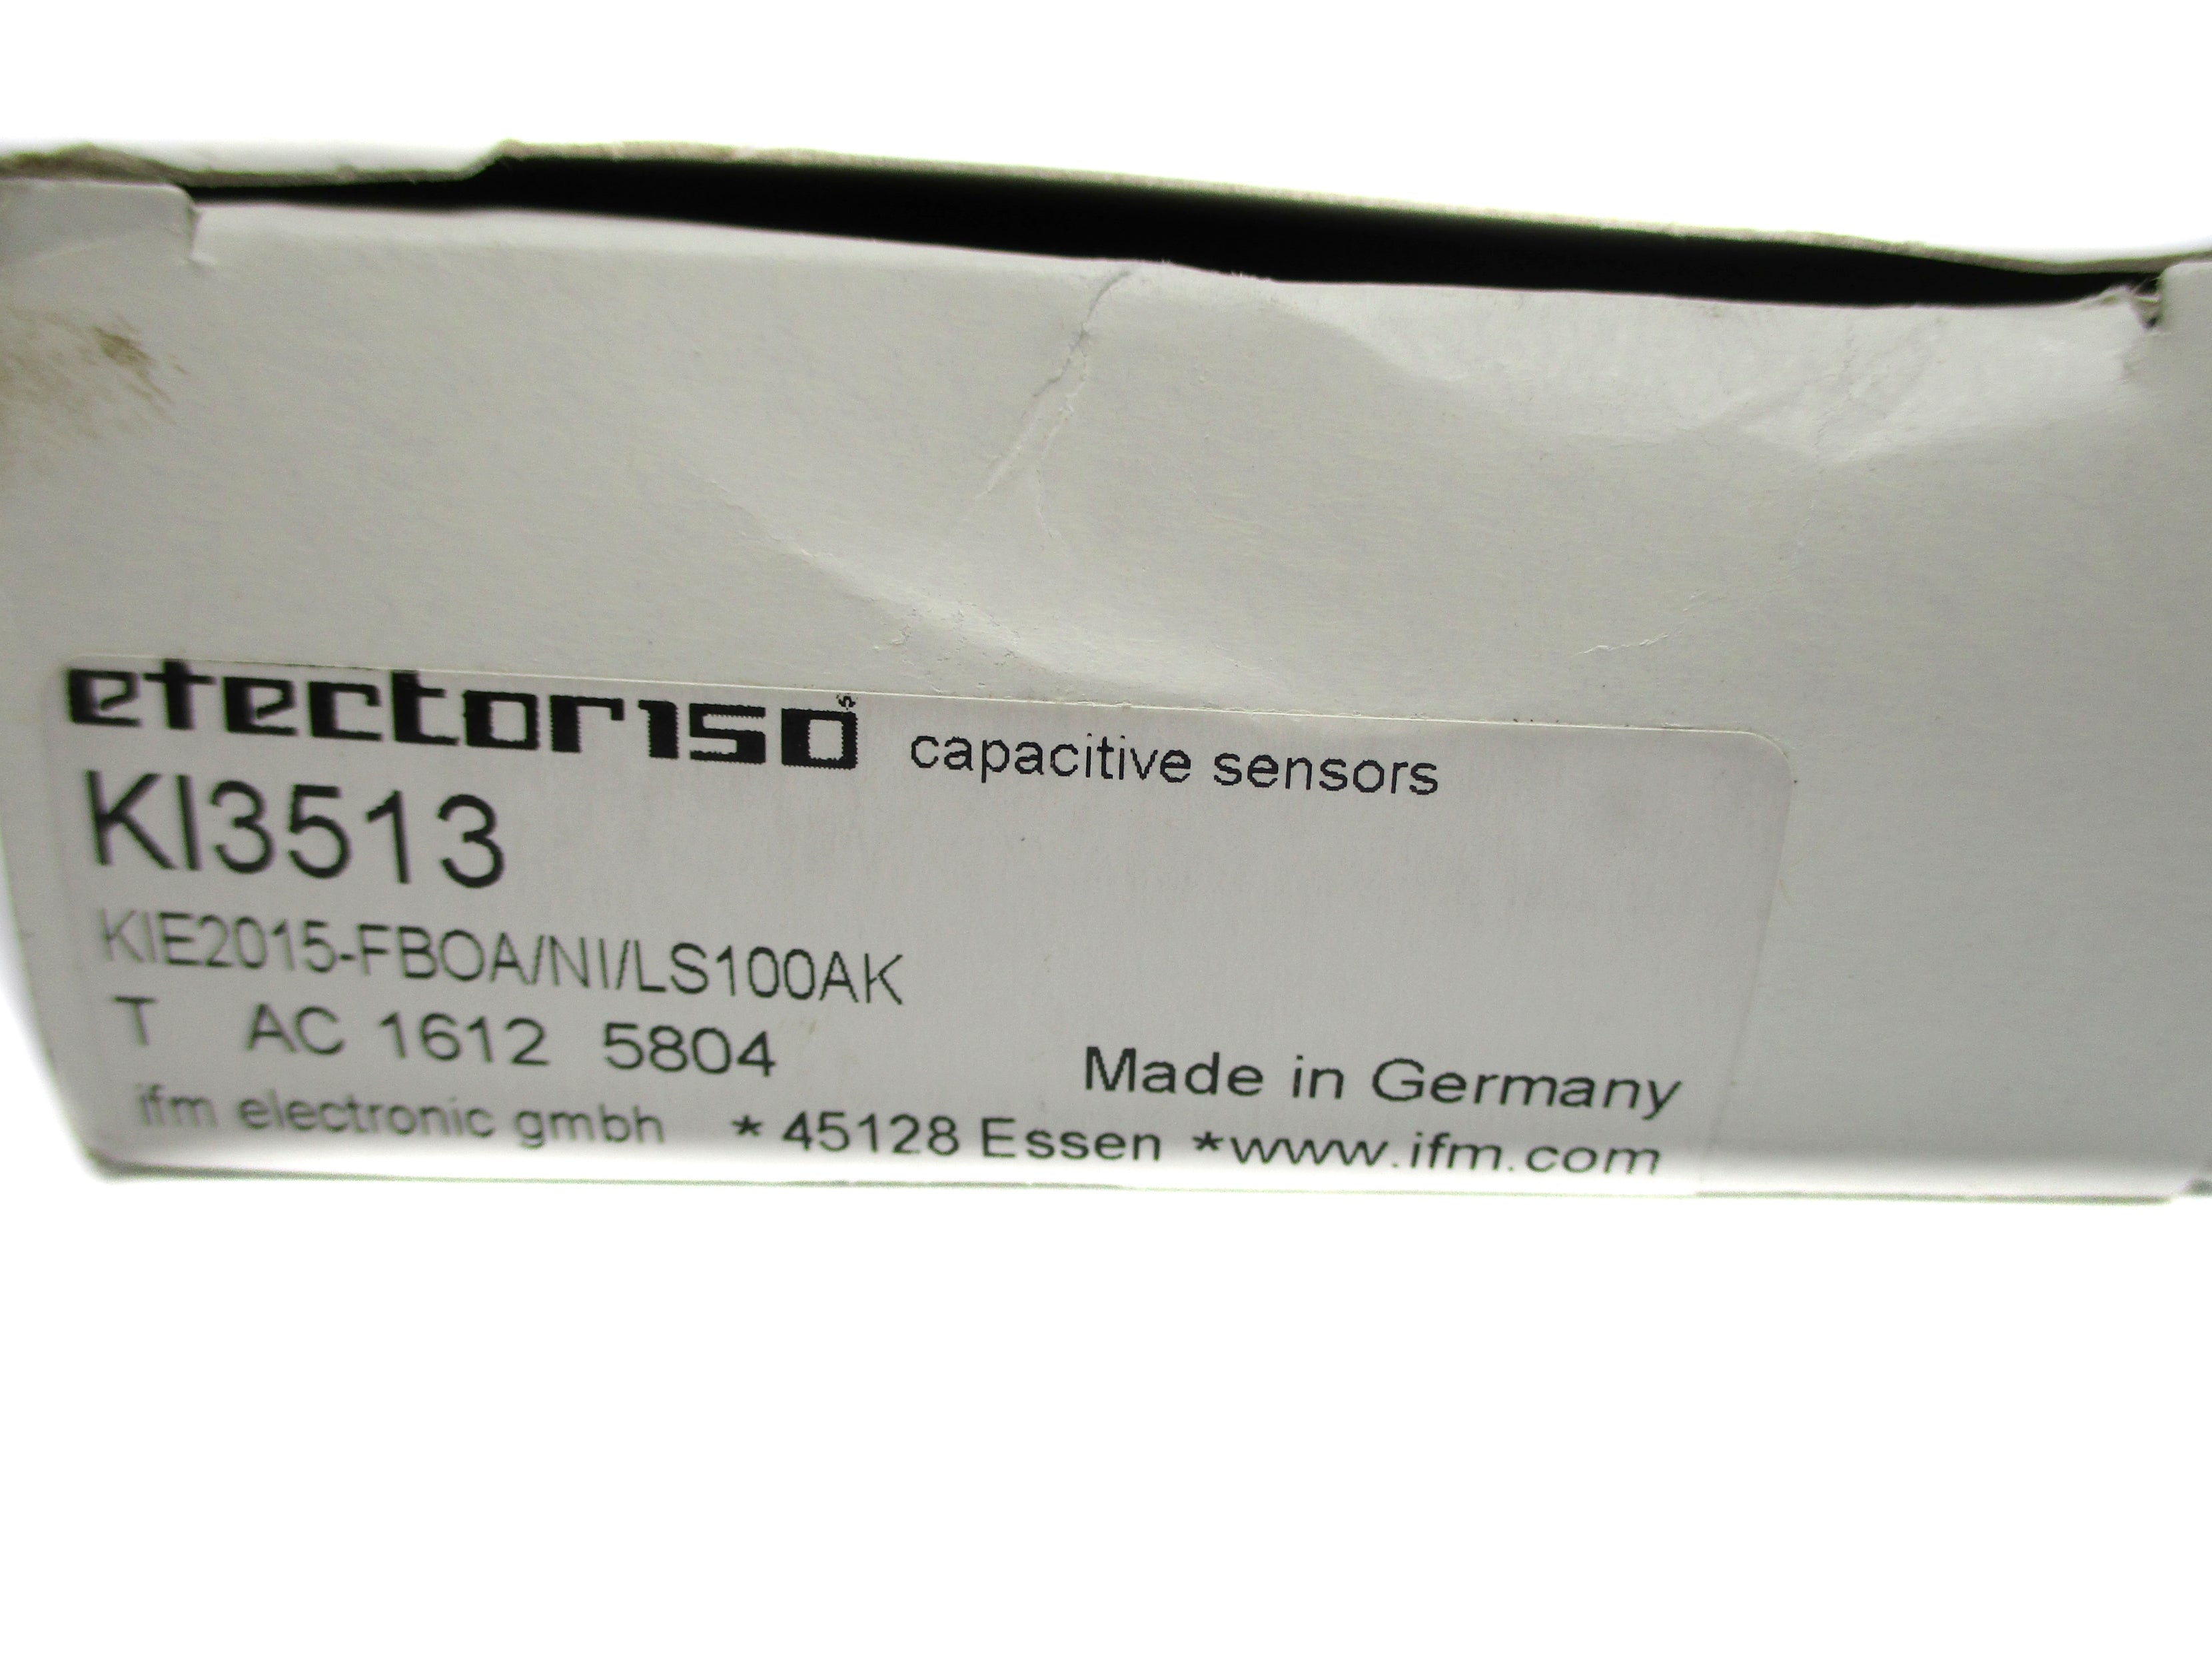 efector150 capacitive sensors
KI3513
KIE2015-FBOA/NI/LS100AK
T AC 1612 5804
Made in Germany
ifm electronic gmbh * 45128 Essen *www.ifm.com